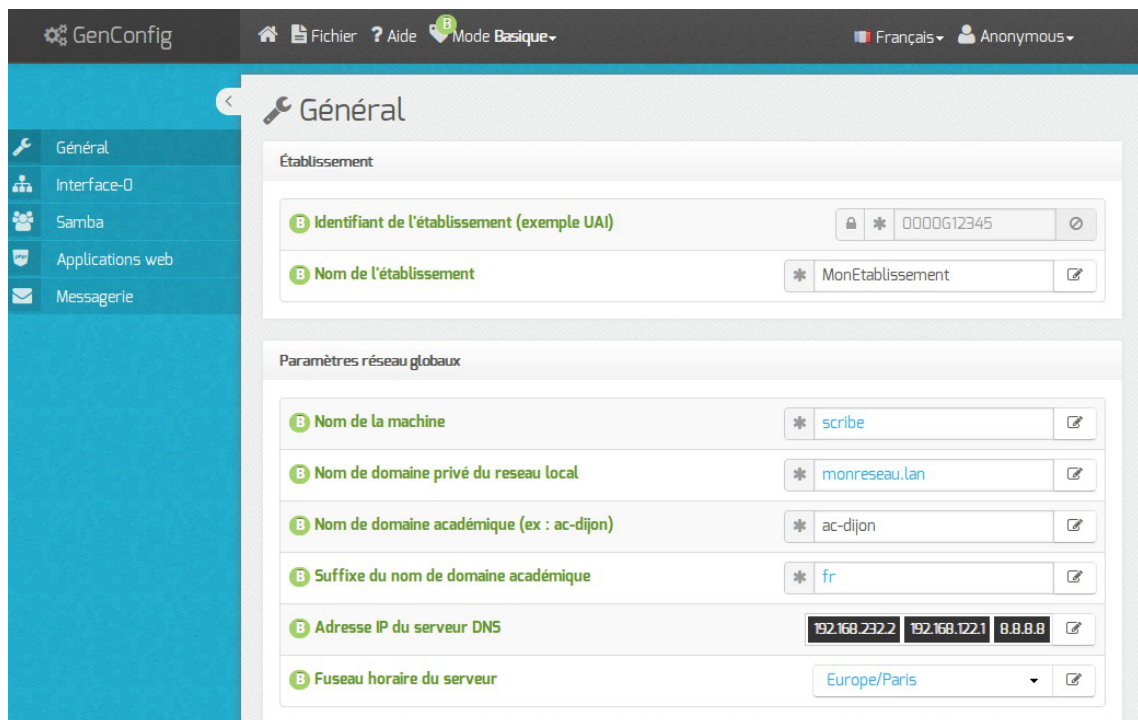 GenConfig
Fichier ? Aide B Mode Basique
Français Anonymous
Général
Interface-0
Samba
Applications web
Messagerie
Général
Établissement
B Identifiant de l'établissement (exemple UAI) * 0000G12345
B Nom de l'établissement * MonEtablissement
Paramètres réseau globaux
B Nom de la machine * scribe
B Nom de domaine privé du reseau local * monreseau.lan
B Nom de domaine académique (ex : ac-dijon) * ac-dijon
B Suffixe du nom de domaine académique * fr
B Adresse IP du serveur DNS 192.168.232.2 192.168.122.1 8.8.8.8
B Fuseau horaire du serveur Europe/Paris